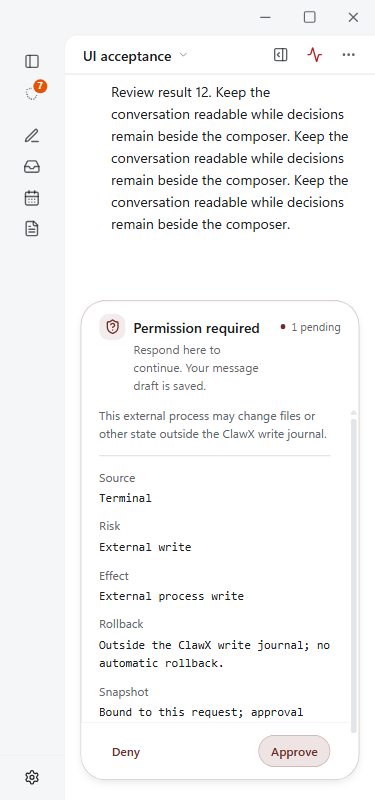 UI acceptance
7
Review result 12. Keep the
conversation readable while decisions
remain beside the composer. Keep the
conversation readable while decisions
remain beside the composer. Keep the
conversation readable while decisions
remain beside the composer.
Permission required
1 pending
Respond here to
continue. Your message
draft is saved.
This external process may change files or
other state outside the ClawX write journal.
Source
Terminal
Risk
External write
Effect
External process write
Rollback
Outside the ClawX write journal; no
automatic rollback.
Snapshot
Bound to this request; approval
Deny
Approve